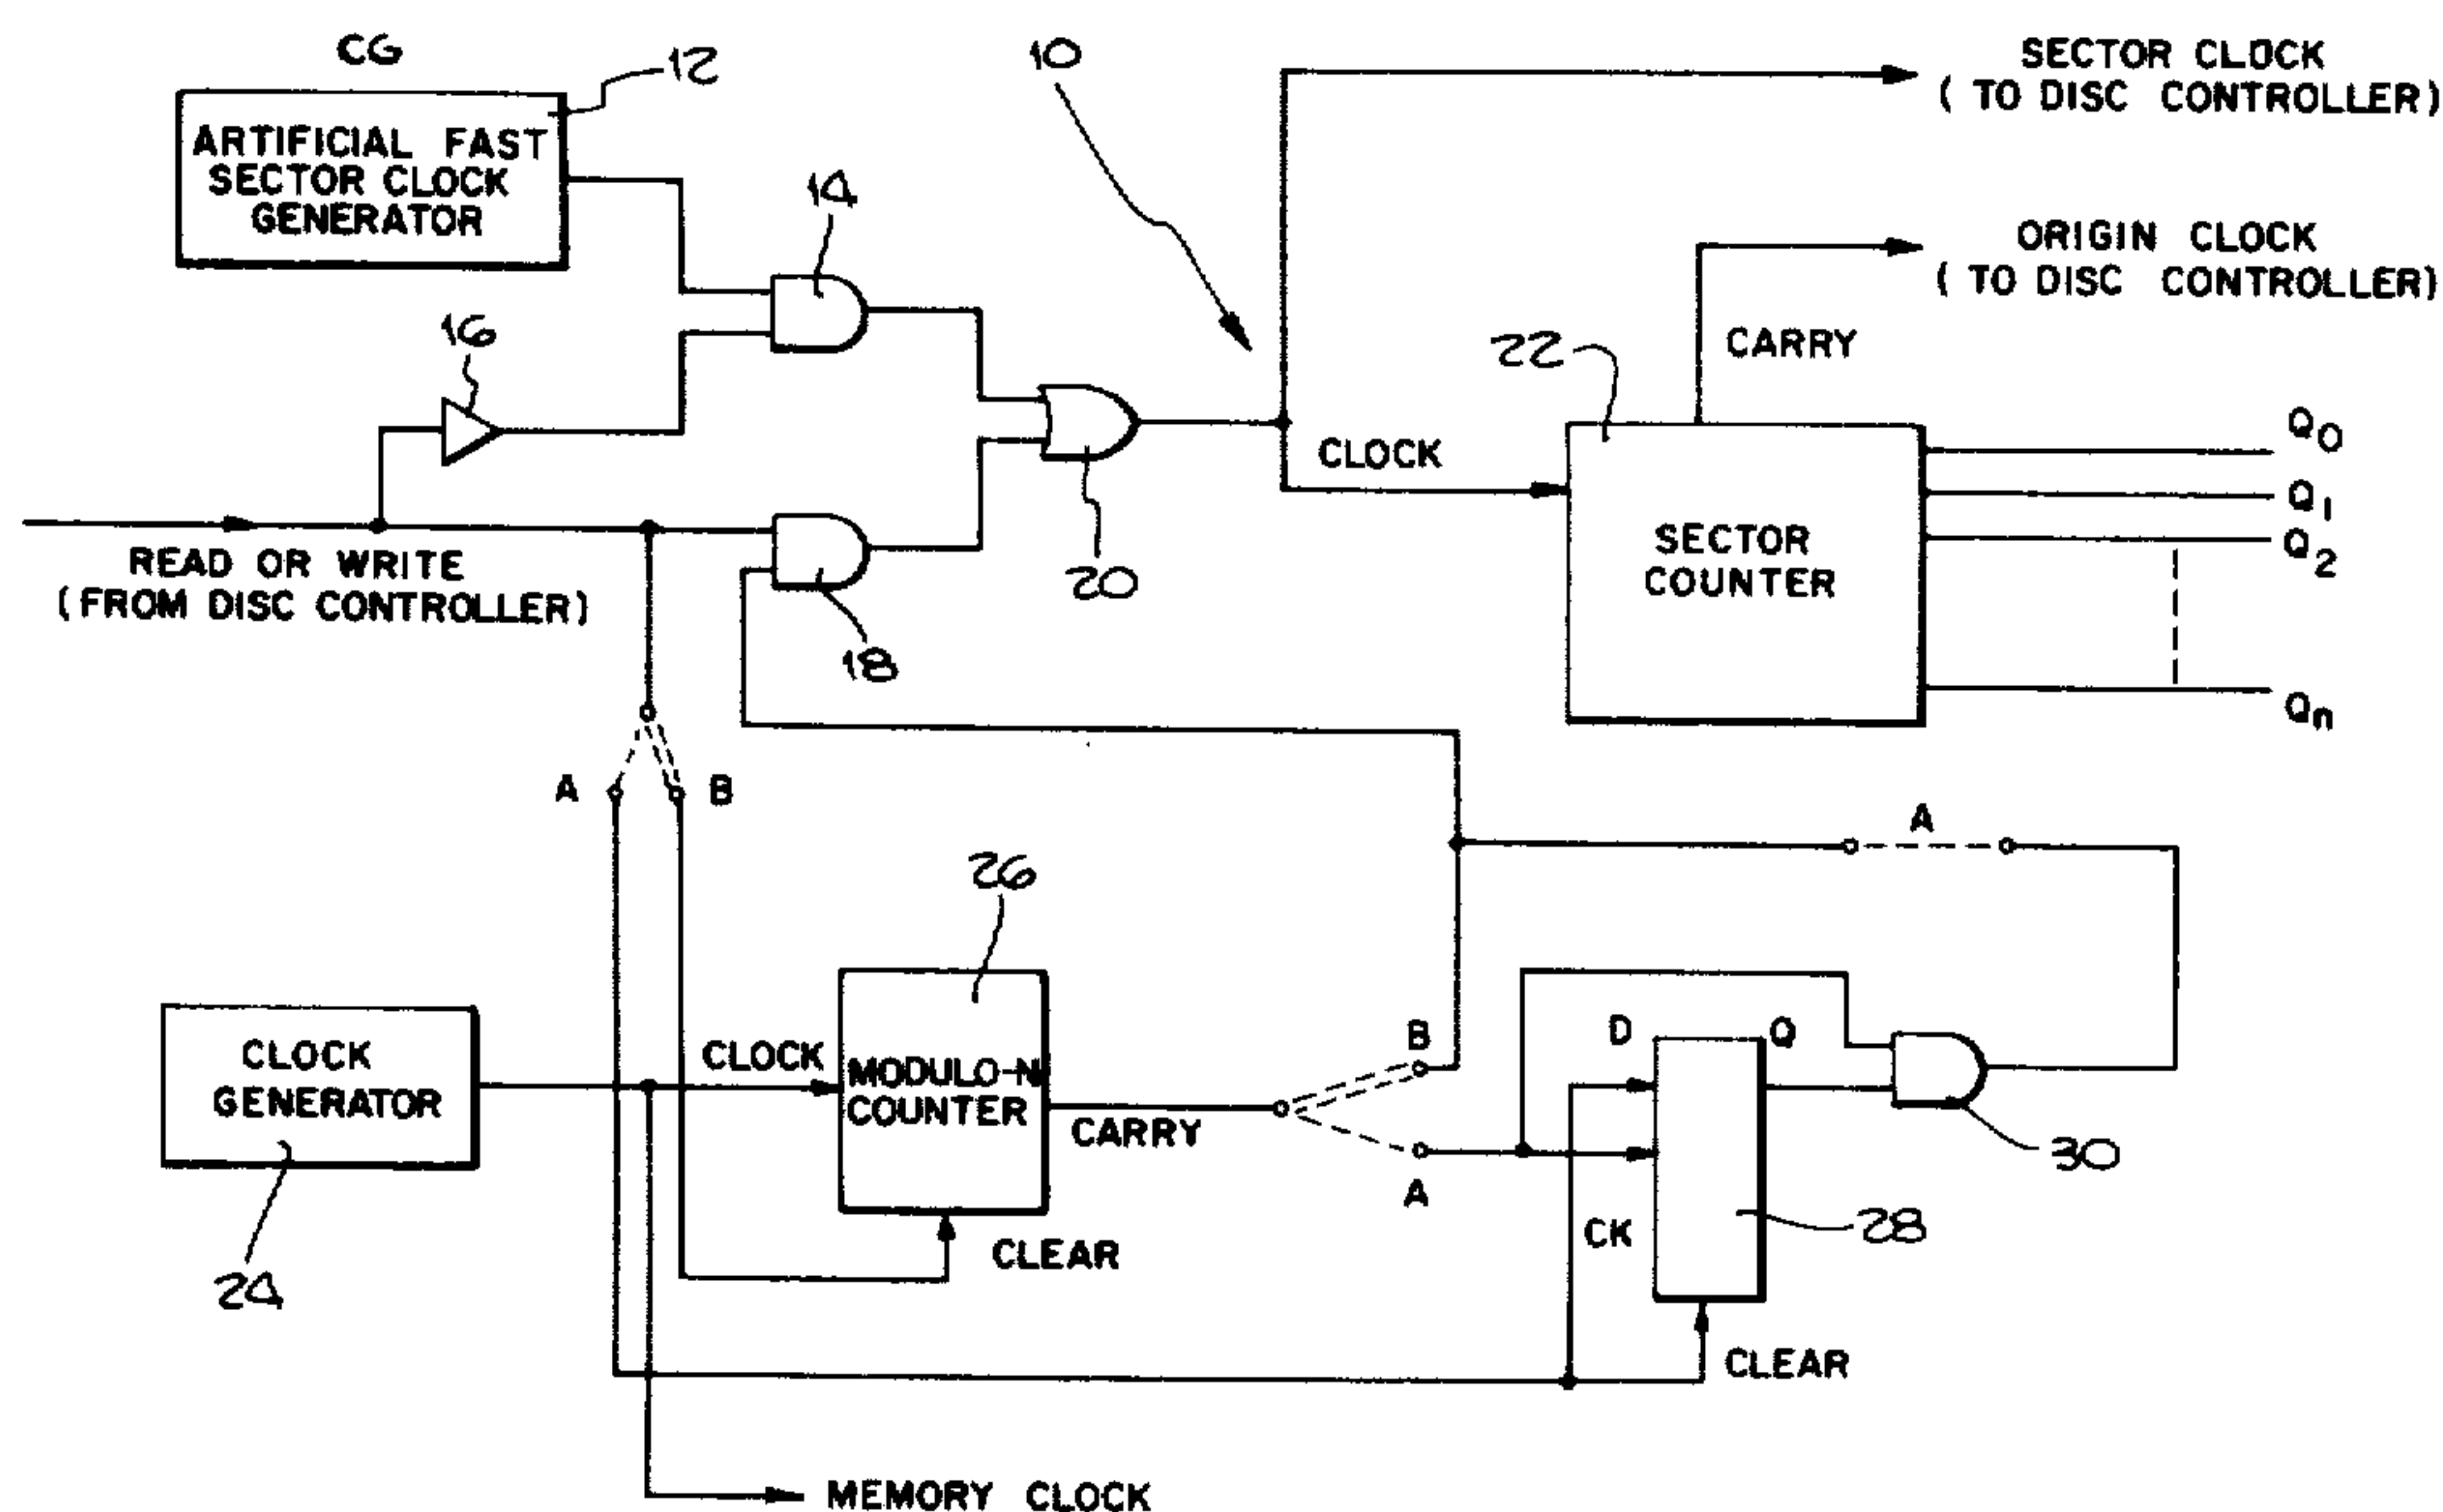 CG
12
ARTIFICIAL FAST
SECTOR CLOCK
GENERATOR
10
SECTOR CLOCK
( TO DISC CONTROLLER)
14
ORIGIN CLOCK
( TO DISC CONTROLLER)
16
22
CARRY
Q0
CLOCK
Q1
SECTOR
COUNTER
Q2
READ OR WRITE
(FROM DISC CONTROLLER)
20
18
Qn
A
B
A
26
CLOCK
GENERATOR
CLOCK
MODULO-N
COUNTER
CARRY
B
A
D
Q
CK
30
28
24
CLEAR
CLEAR
MEMORY CLOCK